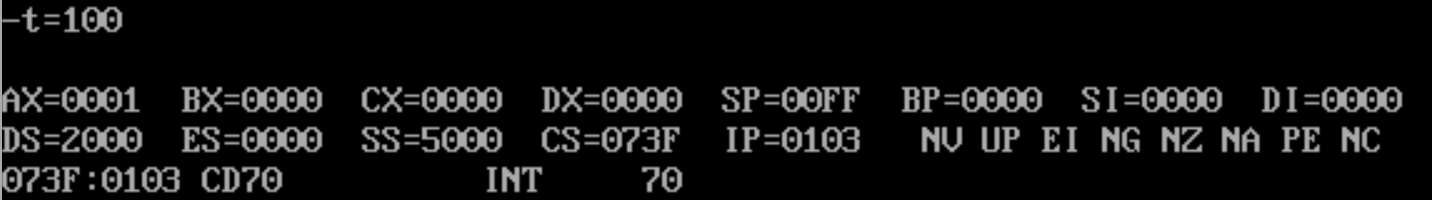 -t=100
AX=0001 BX=0000 CX=0000 DX=0000 SP=00FF BP=0000 SI=0000 DI=0000
DS=2000 ES=0000 SS=5000 CS=073F IP=0103 NV UP EI NG NZ NA PE NC
073F:0103 CD70 INT 70